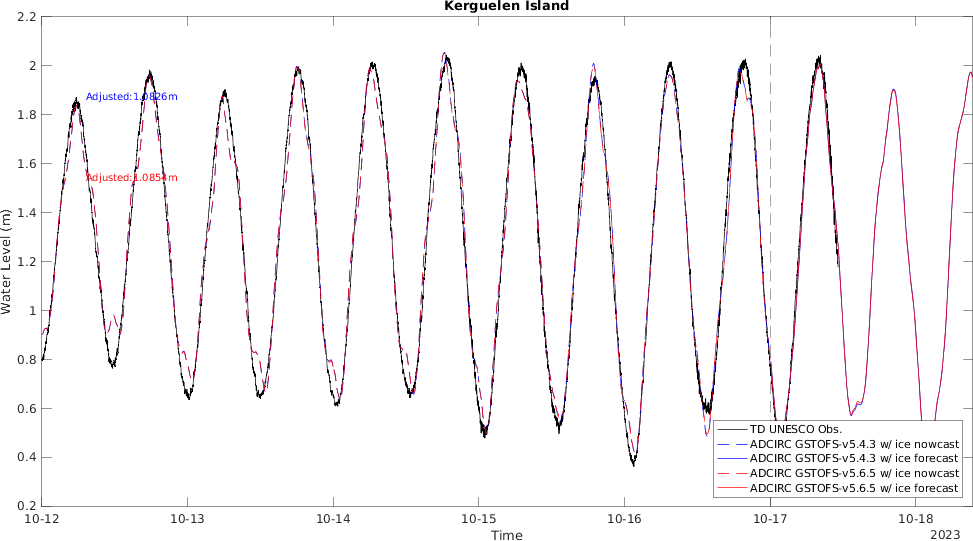 Kerguelen Island
2.2
2
1.8
1.6
1.4
1.2
1
0.8
0.6
0.4
0.2
Water Level (m)
Adjusted:1.0826m
Adjusted:1.0854m
TD UNESCO Obs.
ADCIRC GSTOFS-v5.4.3 w/ ice nowcast
ADCIRC GSTOFS-v5.4.3 w/ ice forecast
ADCIRC GSTOFS-v5.6.5 w/ ice nowcast
ADCIRC GSTOFS-v5.6.5 w/ ice forecast
10-12 10-13 10-14 10-15 10-16 10-17 10-18
Time
2023